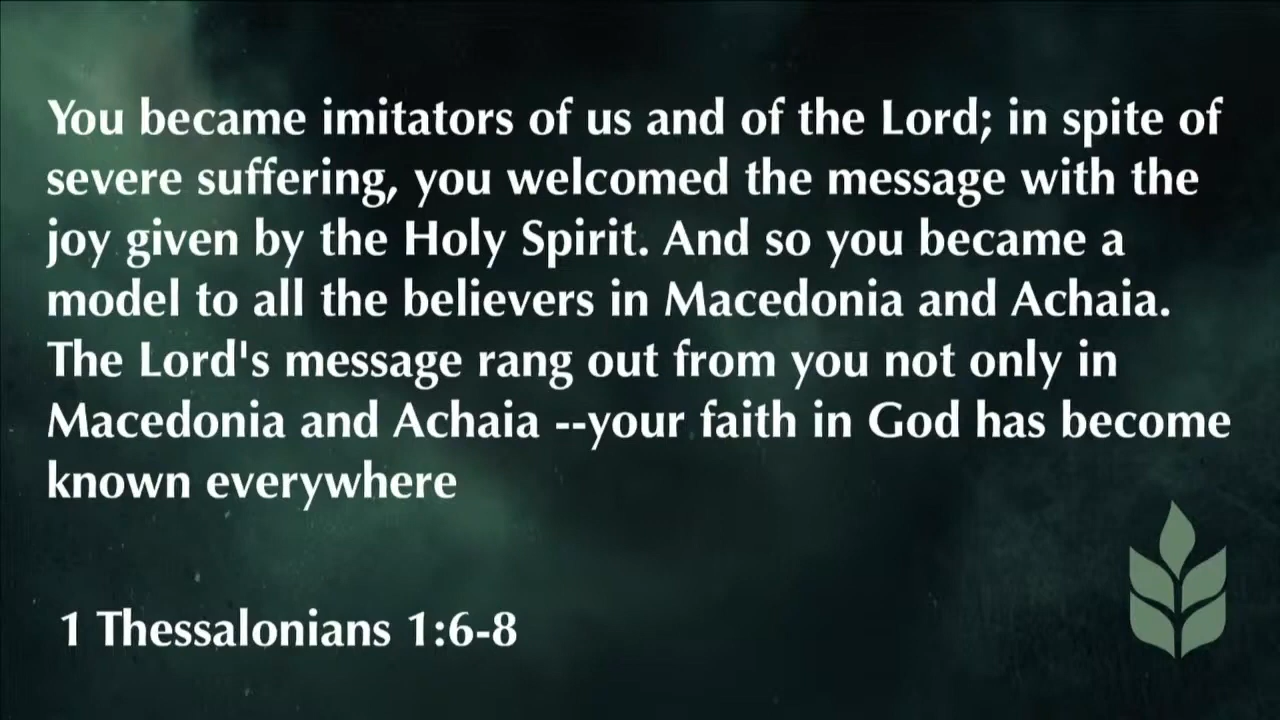 You became imitators of us and of the Lord; in spite of
severe suffering, you welcomed the message with the
joy given by the Holy Spirit. And so you became a
model to all the believers in Macedonia and Achaia.
The Lord's message rang out from you not only in
Macedonia and Achaia --your faith in God has become
known everywhere
1 Thessalonians 1:6-8